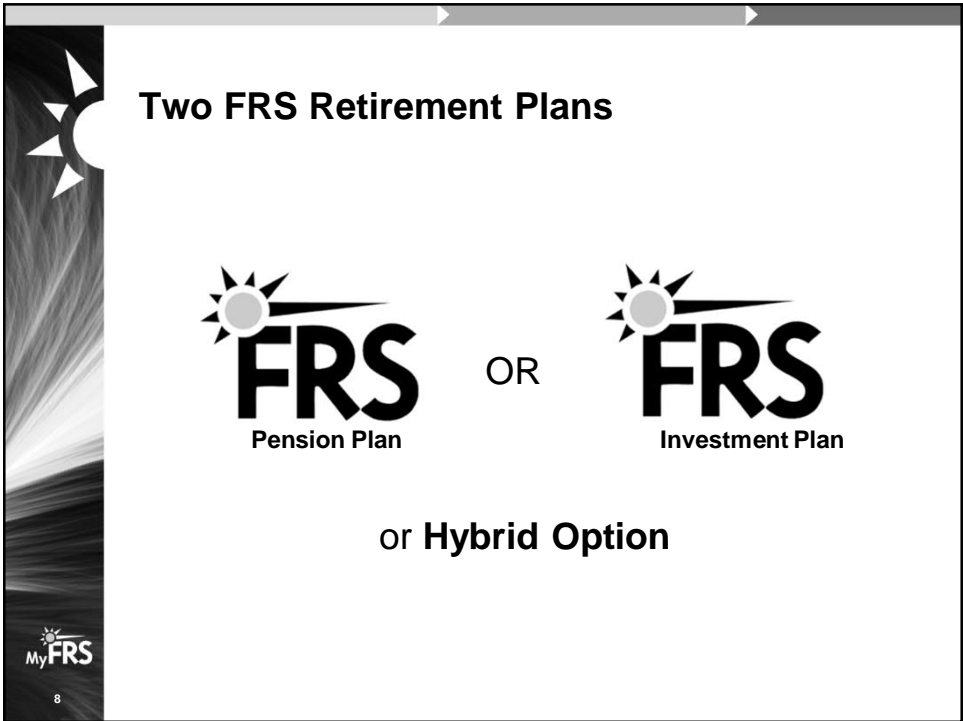 Two FRS Retirement Plans
FRS
Pension Plan
OR
FRS
Investment Plan
or Hybrid Option
MyFRS
8